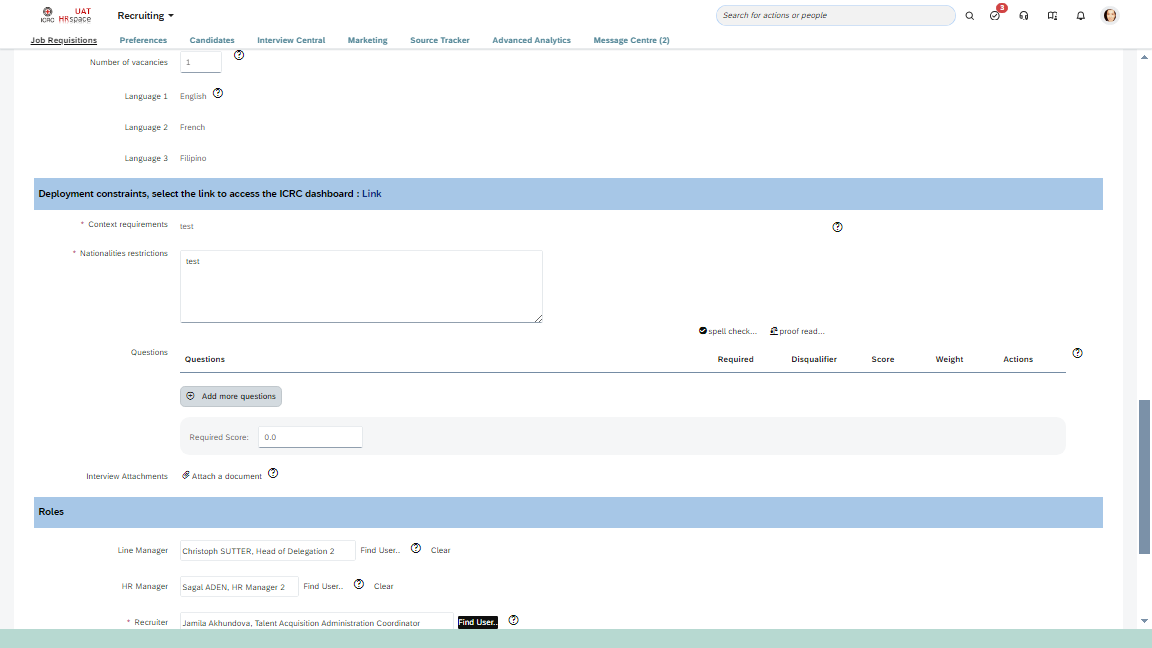 UAT
ICRC HRspace
Recruiting
Search for actions or people
3
Job Requisitions Preferences Candidates Interview Central Marketing Source Tracker Advanced Analytics Message Centre (2)
Number of vacancies 1
Language 1 English
Language 2 French
Language 3 Filipino
Deployment constraints, select the link to access the ICRC dashboard : Link
* Context requirements test
* Nationalities restrictions test
spell check... proof read...
Questions Questions Required Disqualifier Score Weight Actions
Add more questions
Required Score: 0.0
Interview Attachments Attach a document
Roles
Line Manager Christoph SUTTER, Head of Delegation 2 Find User.. Clear
HR Manager Sagal ADEN, HR Manager 2 Find User.. Clear
* Recruiter Jamila Akhundova, Talent Acquisition Administration Coordinator Find User..